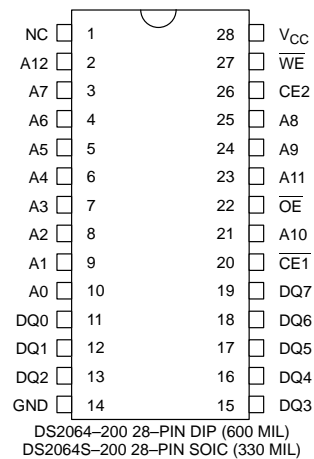 NC 1 28 VCC
A12 2 27 WE
A7 3 26 CE2
A6 4 25 A8
A5 5 24 A9
A4 6 23 A11
A3 7 22 OE
A2 8 21 A10
A1 9 20 CE1
A0 10 19 DQ7
DQ0 11 18 DQ6
DQ1 12 17 DQ5
DQ2 13 16 DQ4
GND 14 15 DQ3
DS2064–200 28–PIN DIP (600 MIL)
DS2064S–200 28–PIN SOIC (330 MIL)